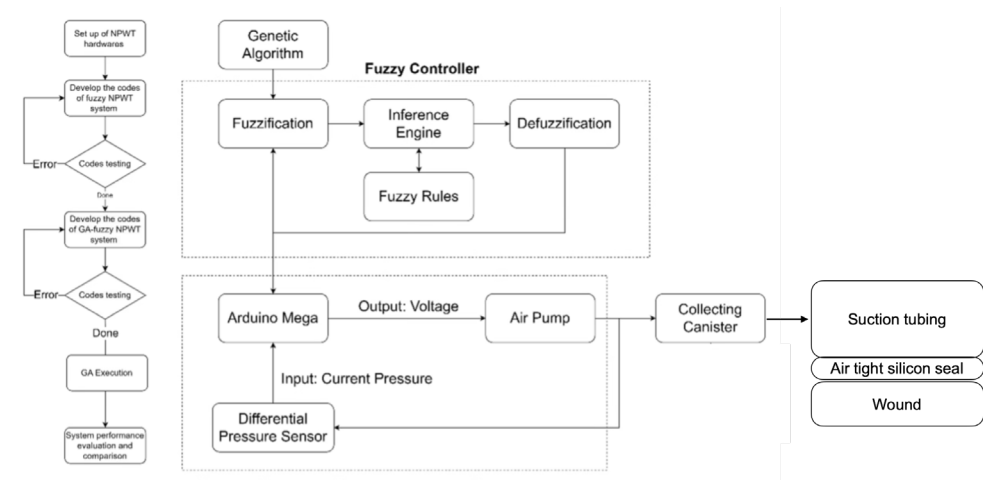 Set up of NPWT
hardwares
Develop the codes
of fuzzy NPWT
system
Error
Codes testing
Done
Develop the codes
of GA-fuzzy NPWT
system
Error
Codes testing
Done
GA Execution
System performance
evaluation and
comparison
Genetic
Algorithm
Fuzzy Controller
Fuzzification
Inference
Engine
Defuzzification
Fuzzy Rules
Arduino Mega
Output: Voltage
Air Pump
Collecting
Canister
Input: Current Pressure
Differential
Pressure Sensor
Suction tubing
Air tight silicon seal
Wound